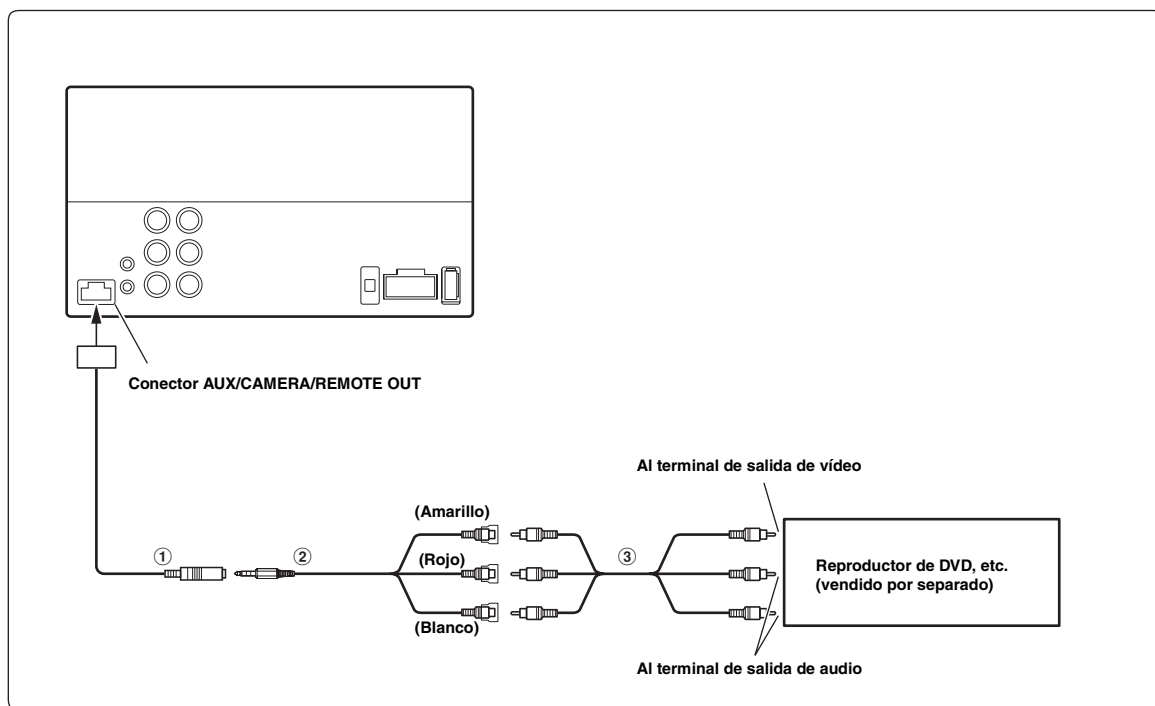 Conector AUX/CAMERA/REMOTE OUT
Al terminal de salida de vídeo
(Amarillo)
① ② (Rojo) ③
Reproductor de DVD, etc.
(vendido por separado)
(Blanco)
Al terminal de salida de audio